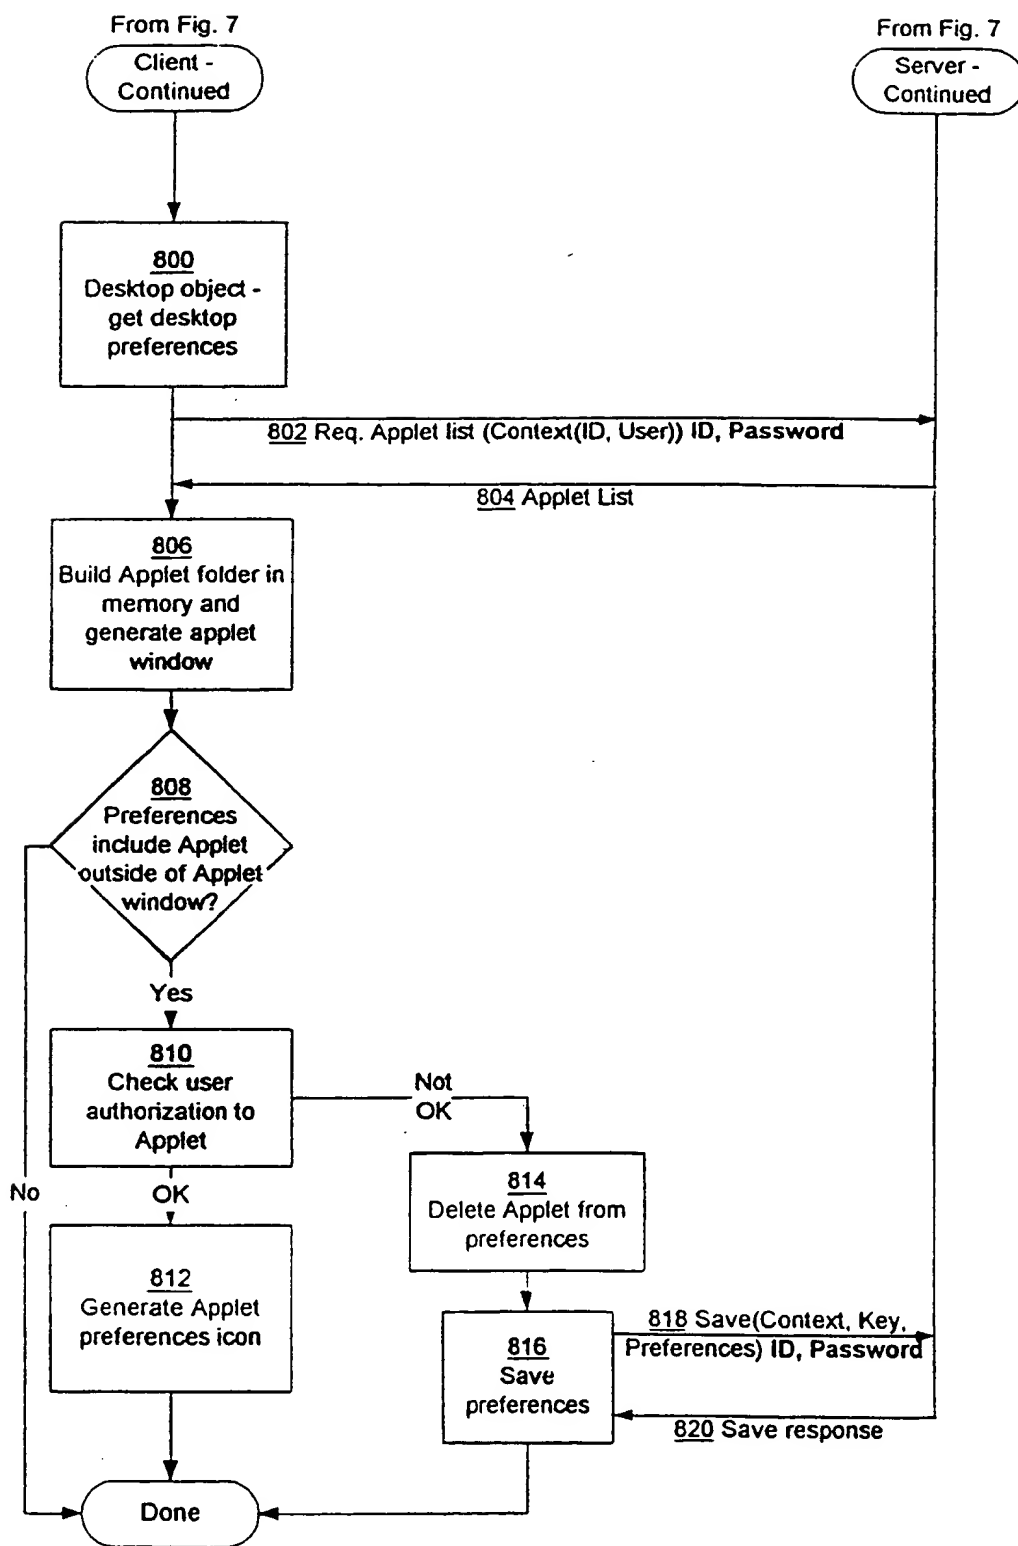 From Fig. 7
Client -
Continued
From Fig. 7
Server -
Continued
800
Desktop object -
get desktop
preferences
802 Req. Applet list (Context(ID, User)) ID, Password
804 Applet List
806
Build Applet folder in
memory and
generate applet
window
808
Preferences
include Applet
outside of Applet
window?
Yes
810
Check user
authorization to
Applet
Not
OK
No
OK
814
Delete Applet from
preferences
812
Generate Applet
preferences icon
816
Save
preferences
818 Save(Context, Key,
Preferences) ID, Password
820 Save response
Done